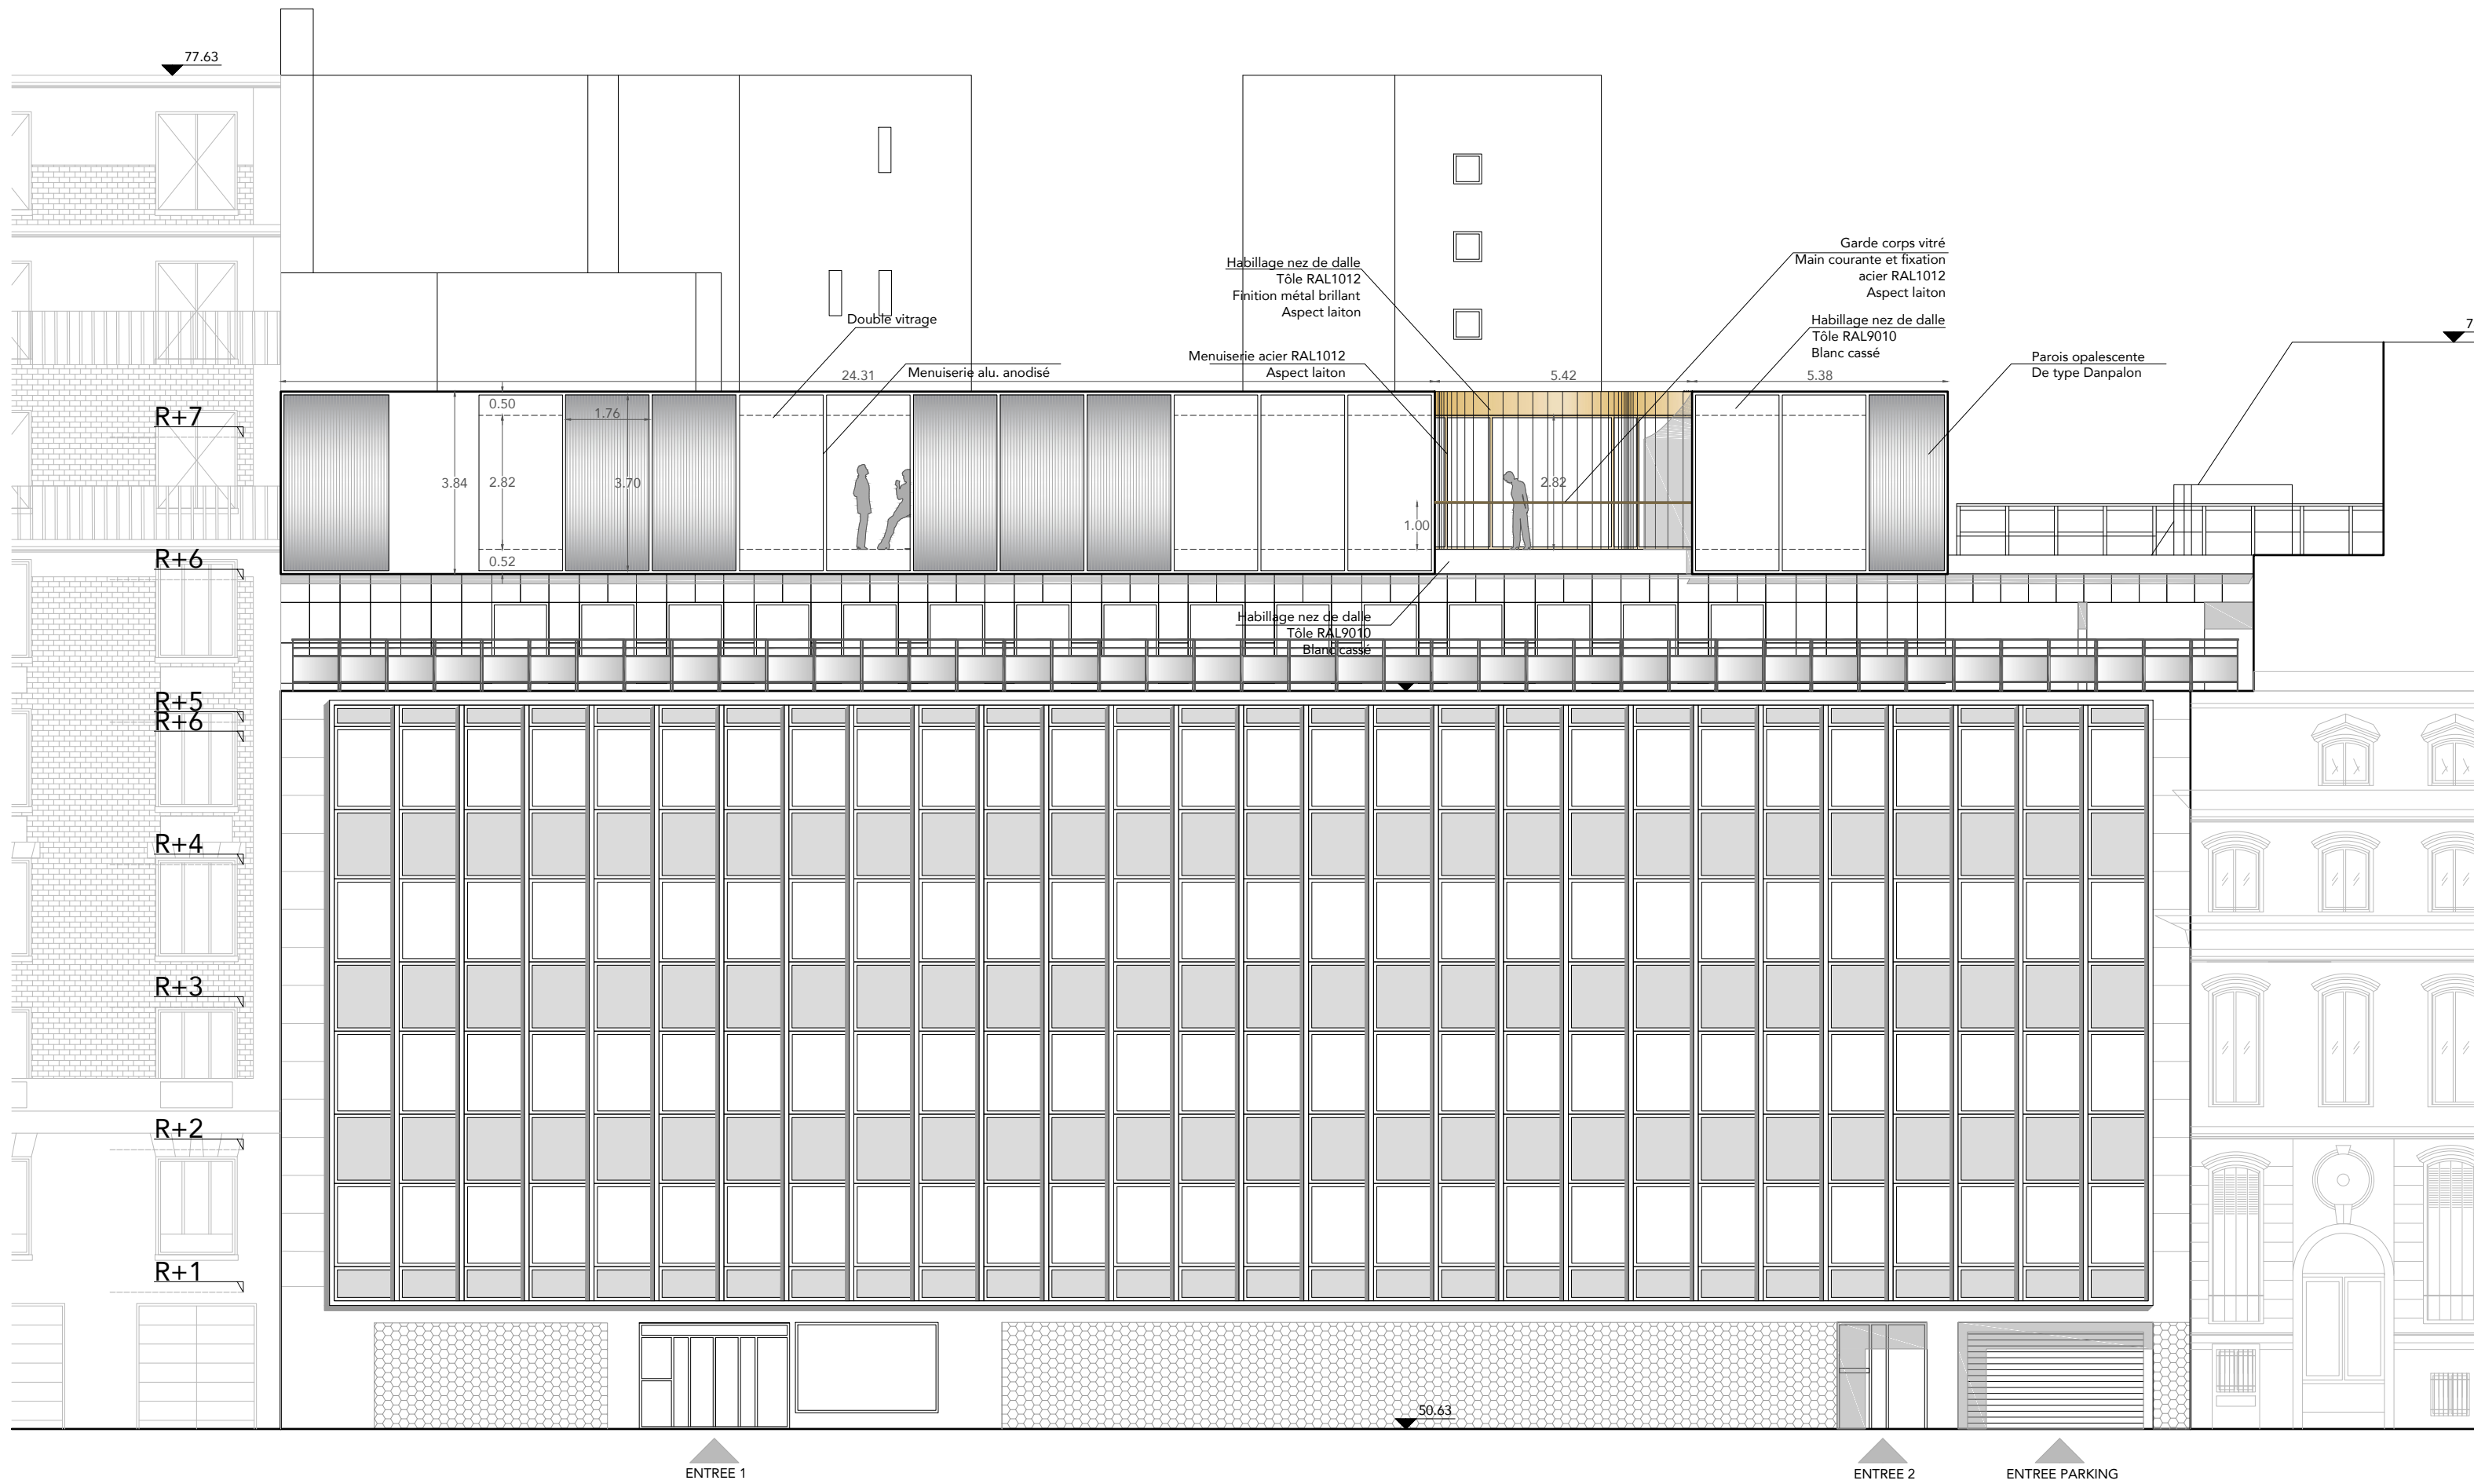 77.63
Garde corps vitré
Main courante et fixation
acier RAL1012
Aspect laiton
Habillage nez de dalle
Tôle RAL1012
Finition métal brillant
Aspect laiton
Double vitrage
Habillage nez de dalle
Tôle RAL9010
Blanc cassé
7
Menuiserie acier RAL1012
Aspect laiton
Parois opalescente
De type Danpalon
Menuiserie alu. anodisé
24.31
5.42
5.38
R+7
0.50
1.76
3.84
2.82
3.70
2.82
1.00
R+6
0.52
Habillage nez de dalle
Tôle RAL9010
Blanc cassé
R+5
R+6
R+4
R+3
R+2
R+1
50.63
ENTREE 1
ENTREE 2
ENTREE PARKING